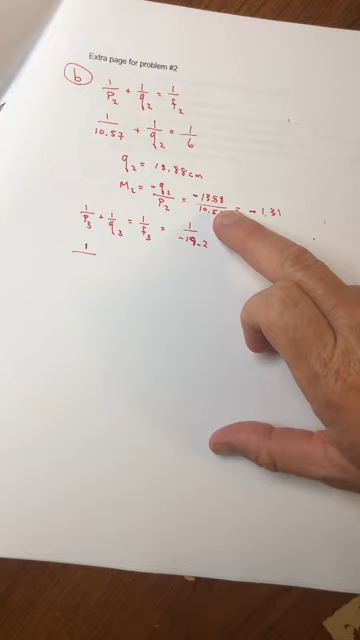 Extra page for problem #2
b
1/P₂ + 1/q₂ = 1/f₂
1/10.57 + 1/q₂ = 1/6
q₂ = 13.88 cm
M₂ = -q₂/P₂ = -13.88/10.57 = -1.31
1/P₃ + 1/q₃ = 1/f₃ = 1/-19.2
1